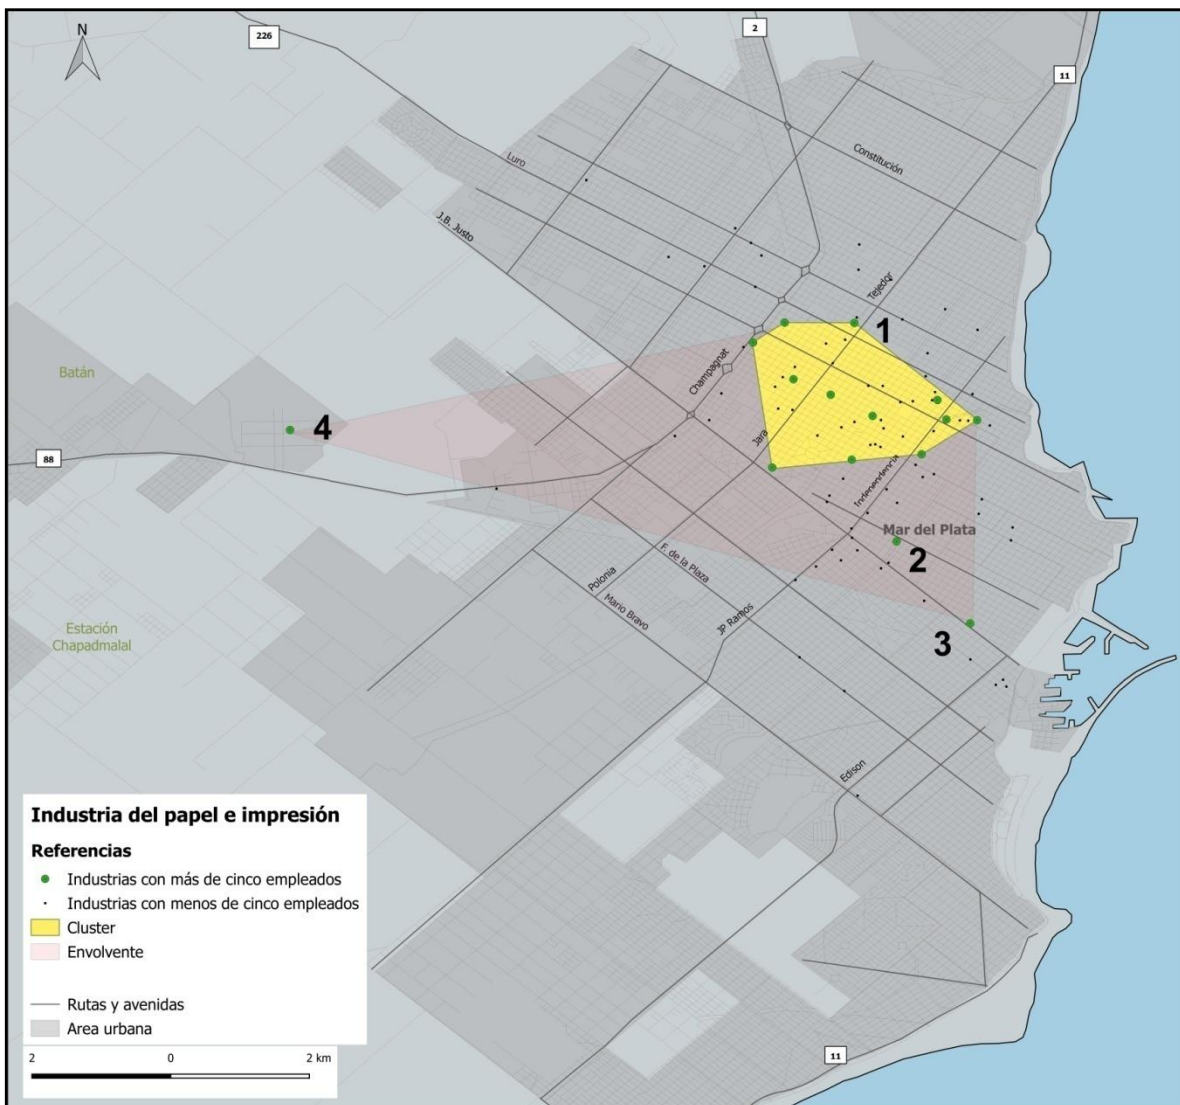 N
226
2
11
Constitución
Luro
J.B. Justo
Tejedor
1
Champagnat
Batán
4
88
Jara
Independencia
Mar del Plata
2
F. de la Plaza
Polonia
Mario Bravo
JP Ramos
3
Estación
Chapadmalal
Edison
11
Industria del papel e impresión
Referencias
Industrias con más de cinco empleados
Industrias con menos de cinco empleados
Cluster
Envolvente
Rutas y avenidas
Area urbana
2 0 2 km